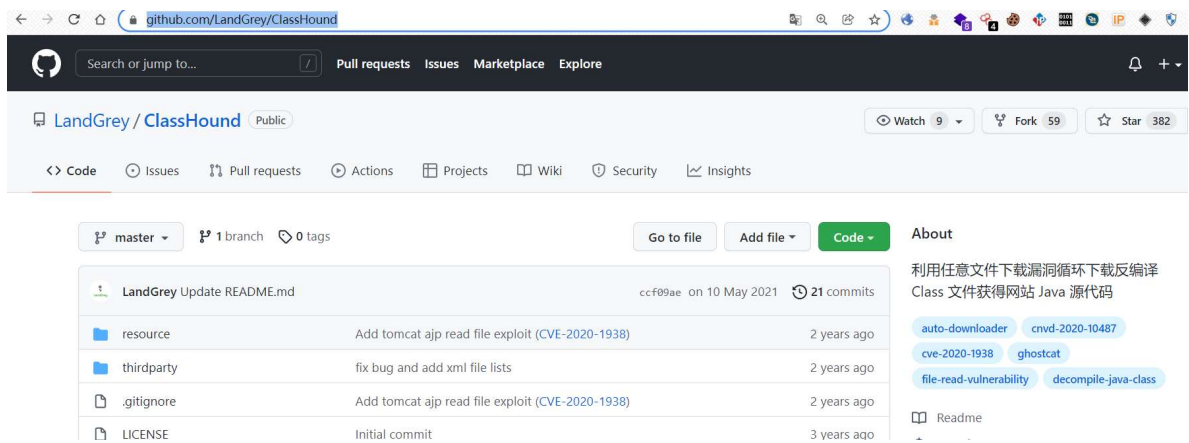 github.com/LandGrey/ClassHound
8
4
0101
0011
IP
Search or jump to...
/
Pull requests Issues Marketplace Explore
LandGrey / ClassHound Public
Watch 9
Fork 59
Star 382
<> Code
Issues
Pull requests
Actions
Projects
Wiki
Security
Insights
master
1 branch
0 tags
Go to file
Add file
Code
About
利用任意文件下载漏洞循环下载反编译
Class 文件获得网站 Java 源代码
auto-downloader cnvd-2020-10487
cve-2020-1938 ghostcat
file-read-vulnerability decompile-java-class
Readme
LandGrey Update README.md ccf09ae on 10 May 2021 21 commits
resource Add tomcat ajp read file exploit (CVE-2020-1938) 2 years ago
thirdparty fix bug and add xml file lists 2 years ago
.gitignore Add tomcat ajp read file exploit (CVE-2020-1938) 2 years ago
LICENSE Initial commit 3 years ago